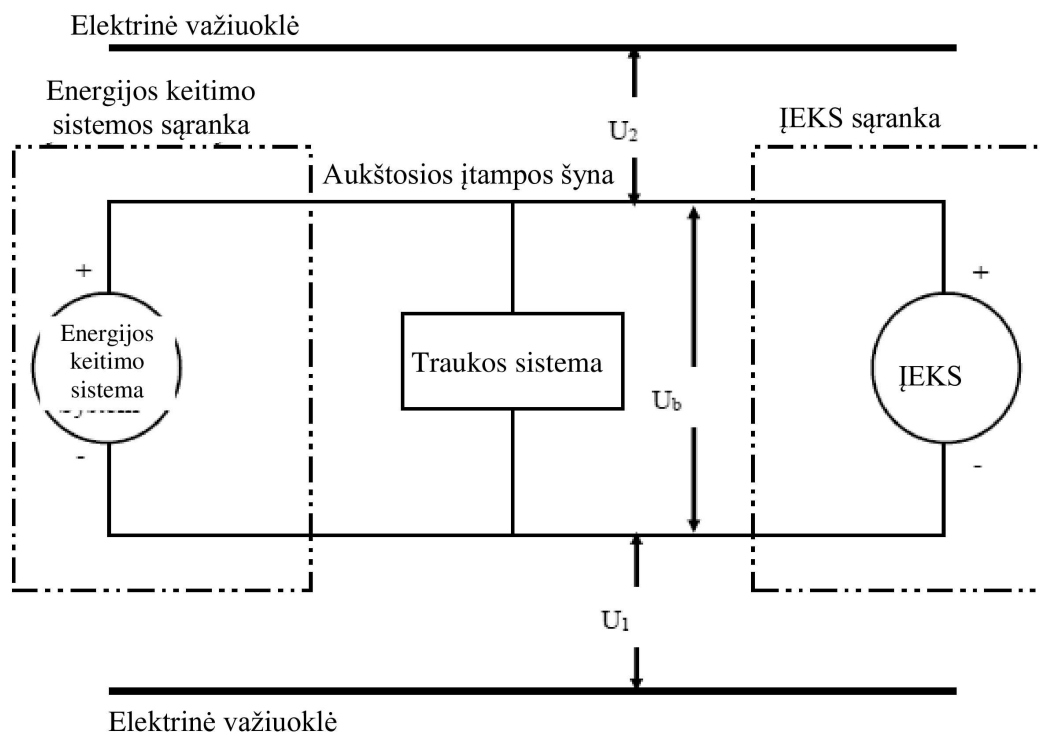 Elektrinė važiuoklė
Energijos keitimo
sistemos sąranka
U2
ĮEKS sąranka
Aukštosios įtampos šyna
+
+
Energijos
keitimo
sistema
Traukos sistema
Ub
ĮEKS
-
-
U1
Elektrinė važiuoklė